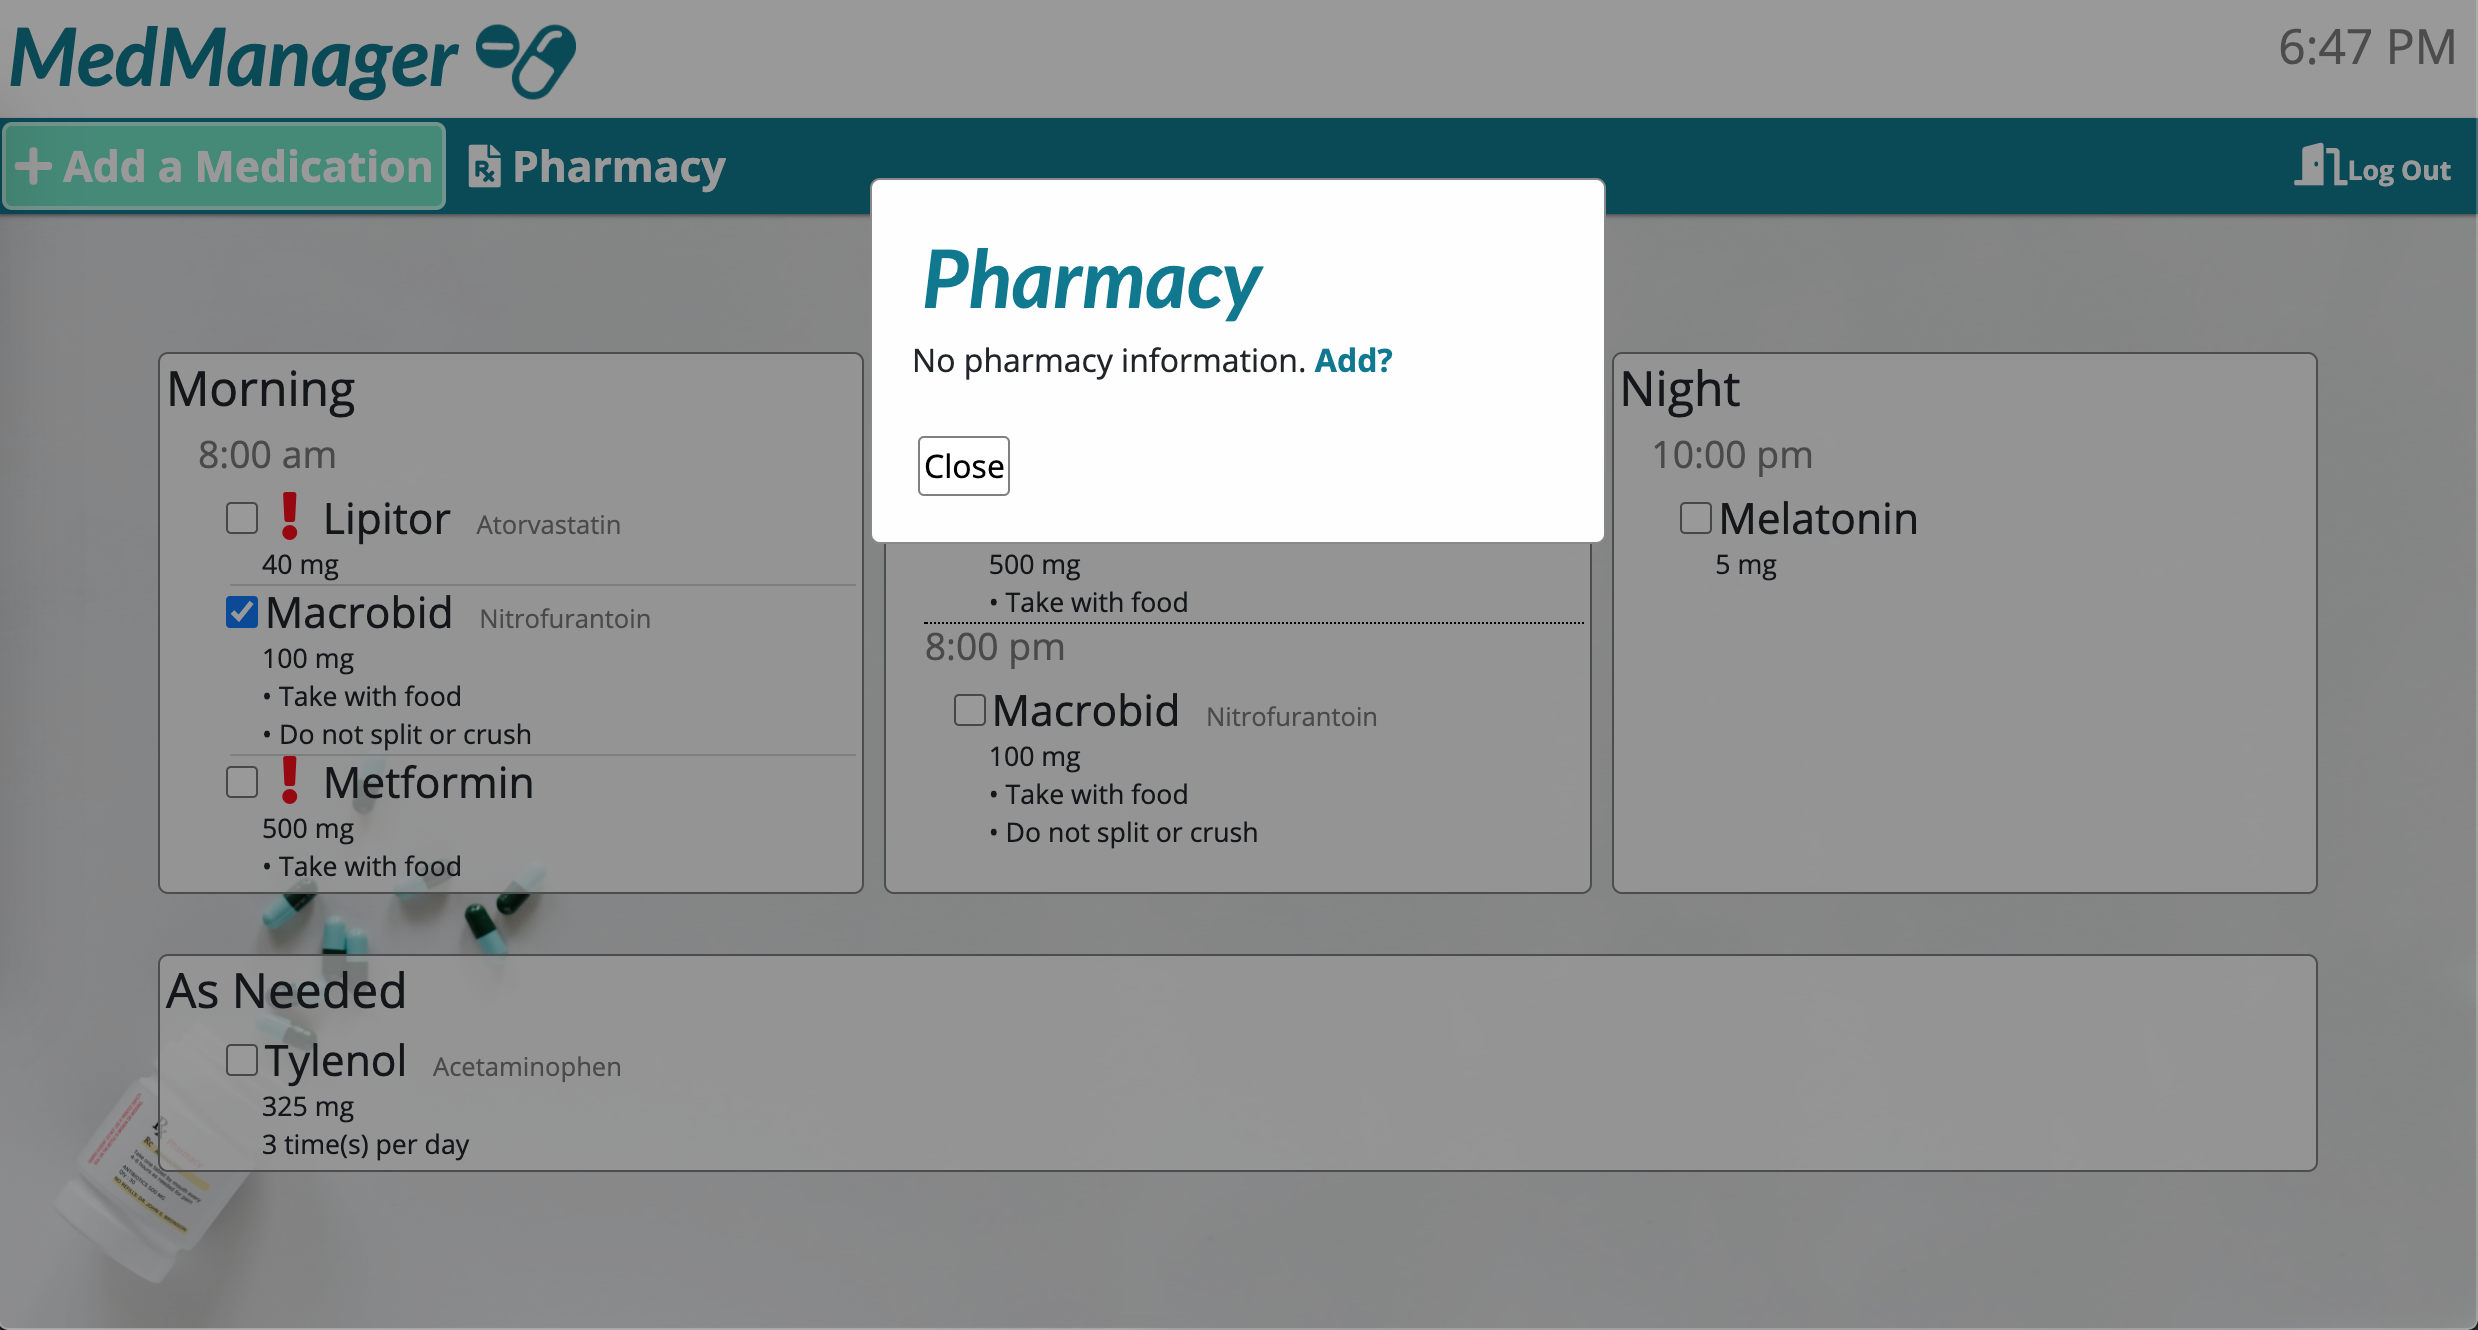 MedManager
6:47 PM
Add a Medication
Pharmacy
Log Out
Pharmacy
No pharmacy information. Add?
Close
Morning
8:00 am
Lipitor Atorvastatin
40 mg
Macrobid Nitrofurantoin
100 mg
• Take with food
• Do not split or crush
Metformin
500 mg
• Take with food
500 mg
• Take with food
8:00 pm
Macrobid Nitrofurantoin
100 mg
• Take with food
• Do not split or crush
Night
10:00 pm
Melatonin
5 mg
As Needed
Tylenol Acetaminophen
325 mg
3 time(s) per day